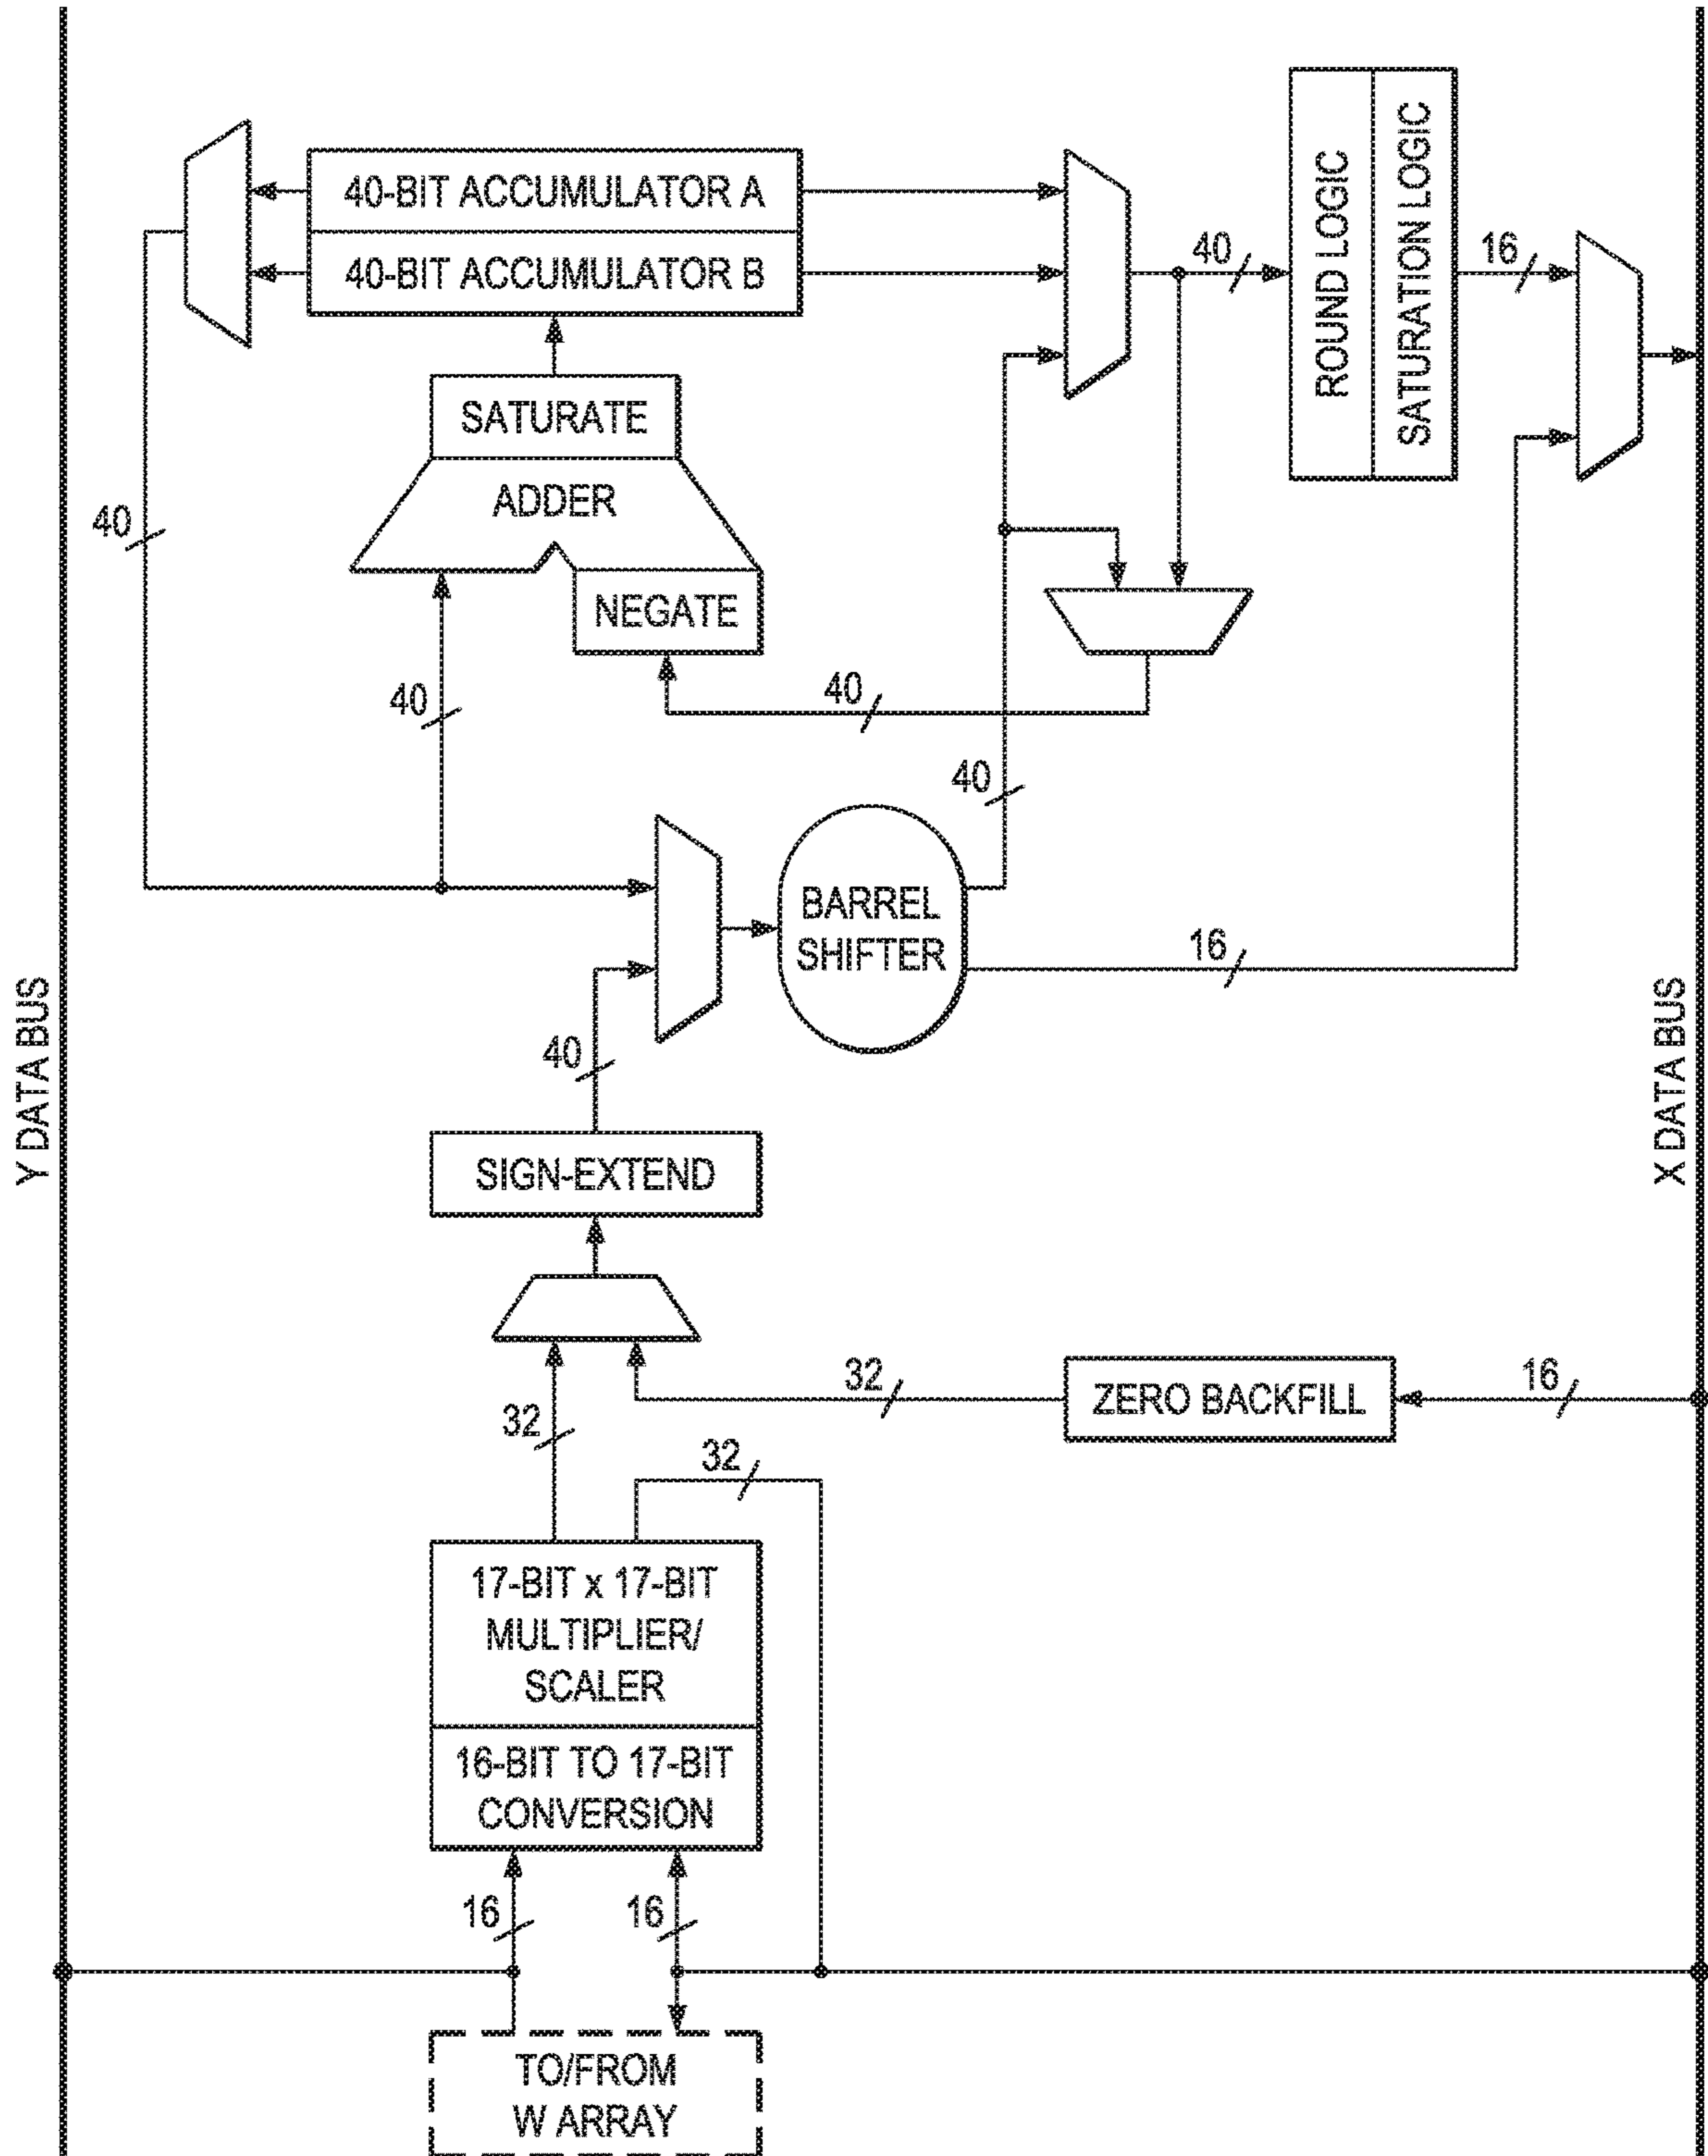 40-BIT ACCUMULATOR A
40-BIT ACCUMULATOR B
ROUND LOGIC
SATURATION LOGIC
40
16
SATURATE
ADDER
40
NEGATE
40
40
40
BARREL
SHIFTER
16
Y DATA BUS
X DATA BUS
40
SIGN-EXTEND
32
ZERO BACKFILL
16
32
32
17-BIT x 17-BIT
MULTIPLIER/
SCALER
16-BIT TO 17-BIT
CONVERSION
16
16
TO/FROM
W ARRAY